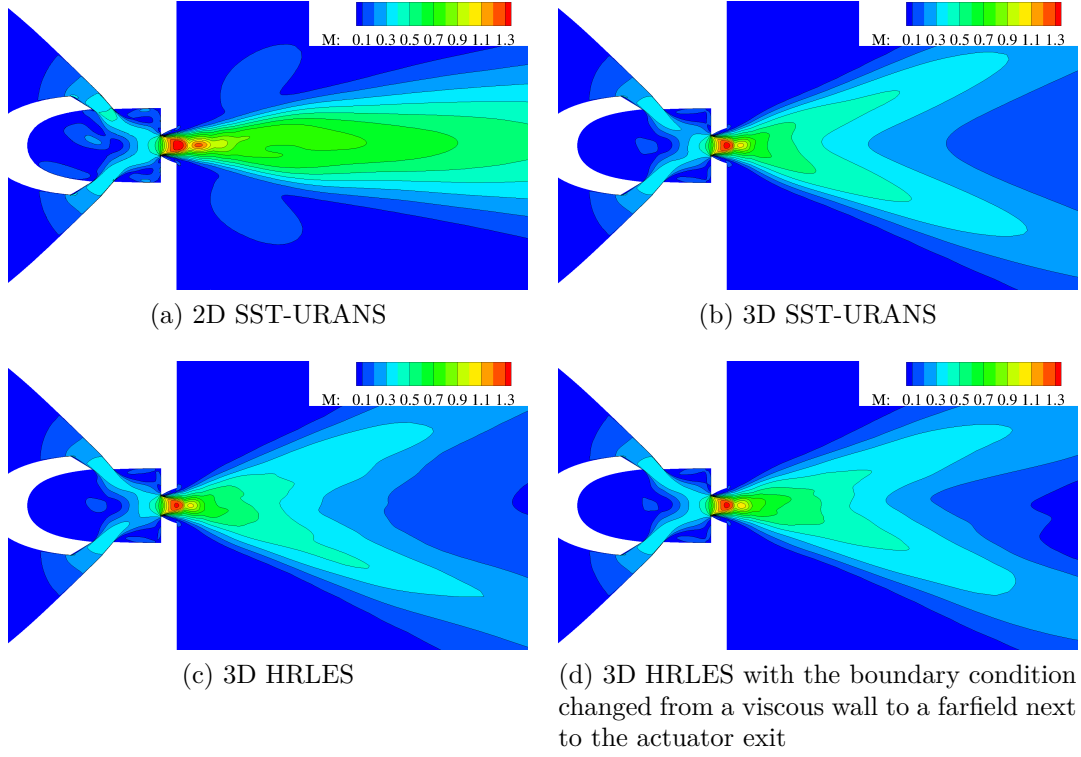 M: 0.1 0.3 0.5 0.7 0.9 1.1 1.3
M: 0.1 0.3 0.5 0.7 0.9 1.1 1.3
(a) 2D SST-URANS
(b) 3D SST-URANS
M: 0.1 0.3 0.5 0.7 0.9 1.1 1.3
M: 0.1 0.3 0.5 0.7 0.9 1.1 1.3
(c) 3D HRLES
(d) 3D HRLES with the boundary condition
changed from a viscous wall to a farfield next
to the actuator exit